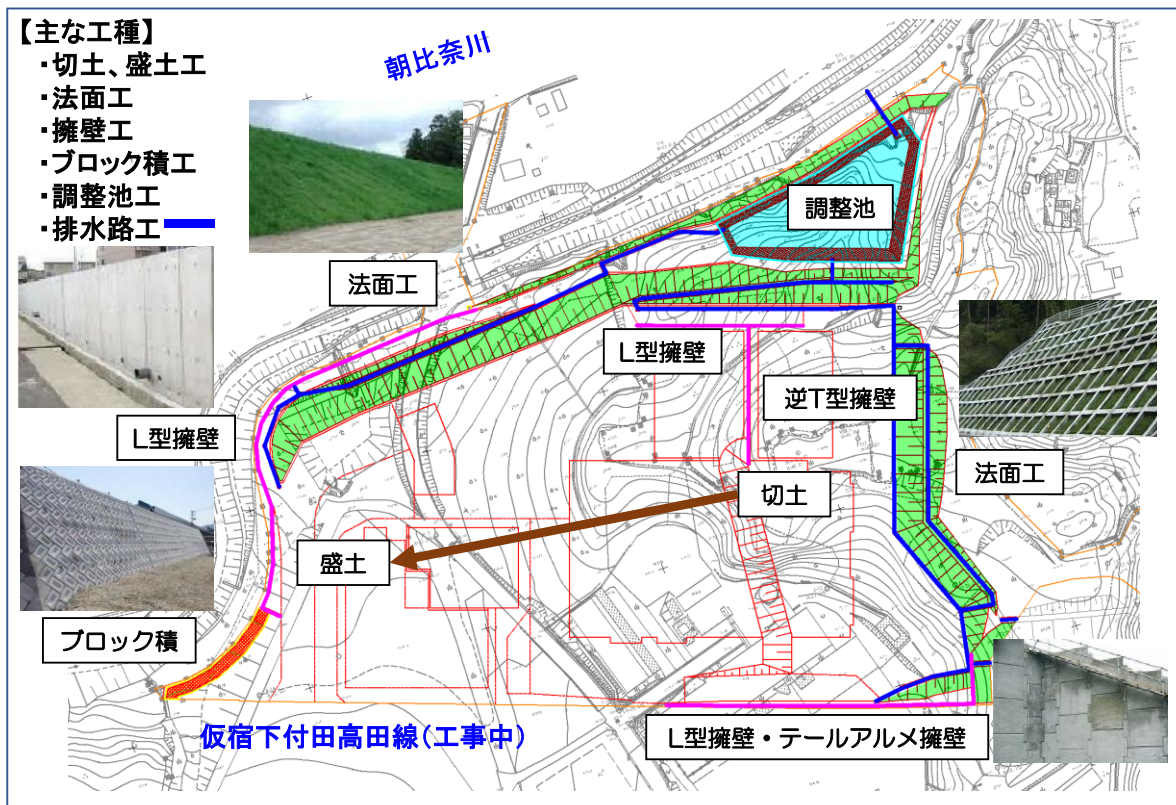 【主な工種】
・切土、盛土工
・法面工
・擁壁工
・ブロック積工
・調整池工
・排水路工
朝比奈川
調整池
法面工
L型擁壁
逆T型擁壁
L型擁壁
法面工
切土
盛土
ブロック積
仮宿下付田高田線(工事中)
L型擁壁・テールアルメ擁壁